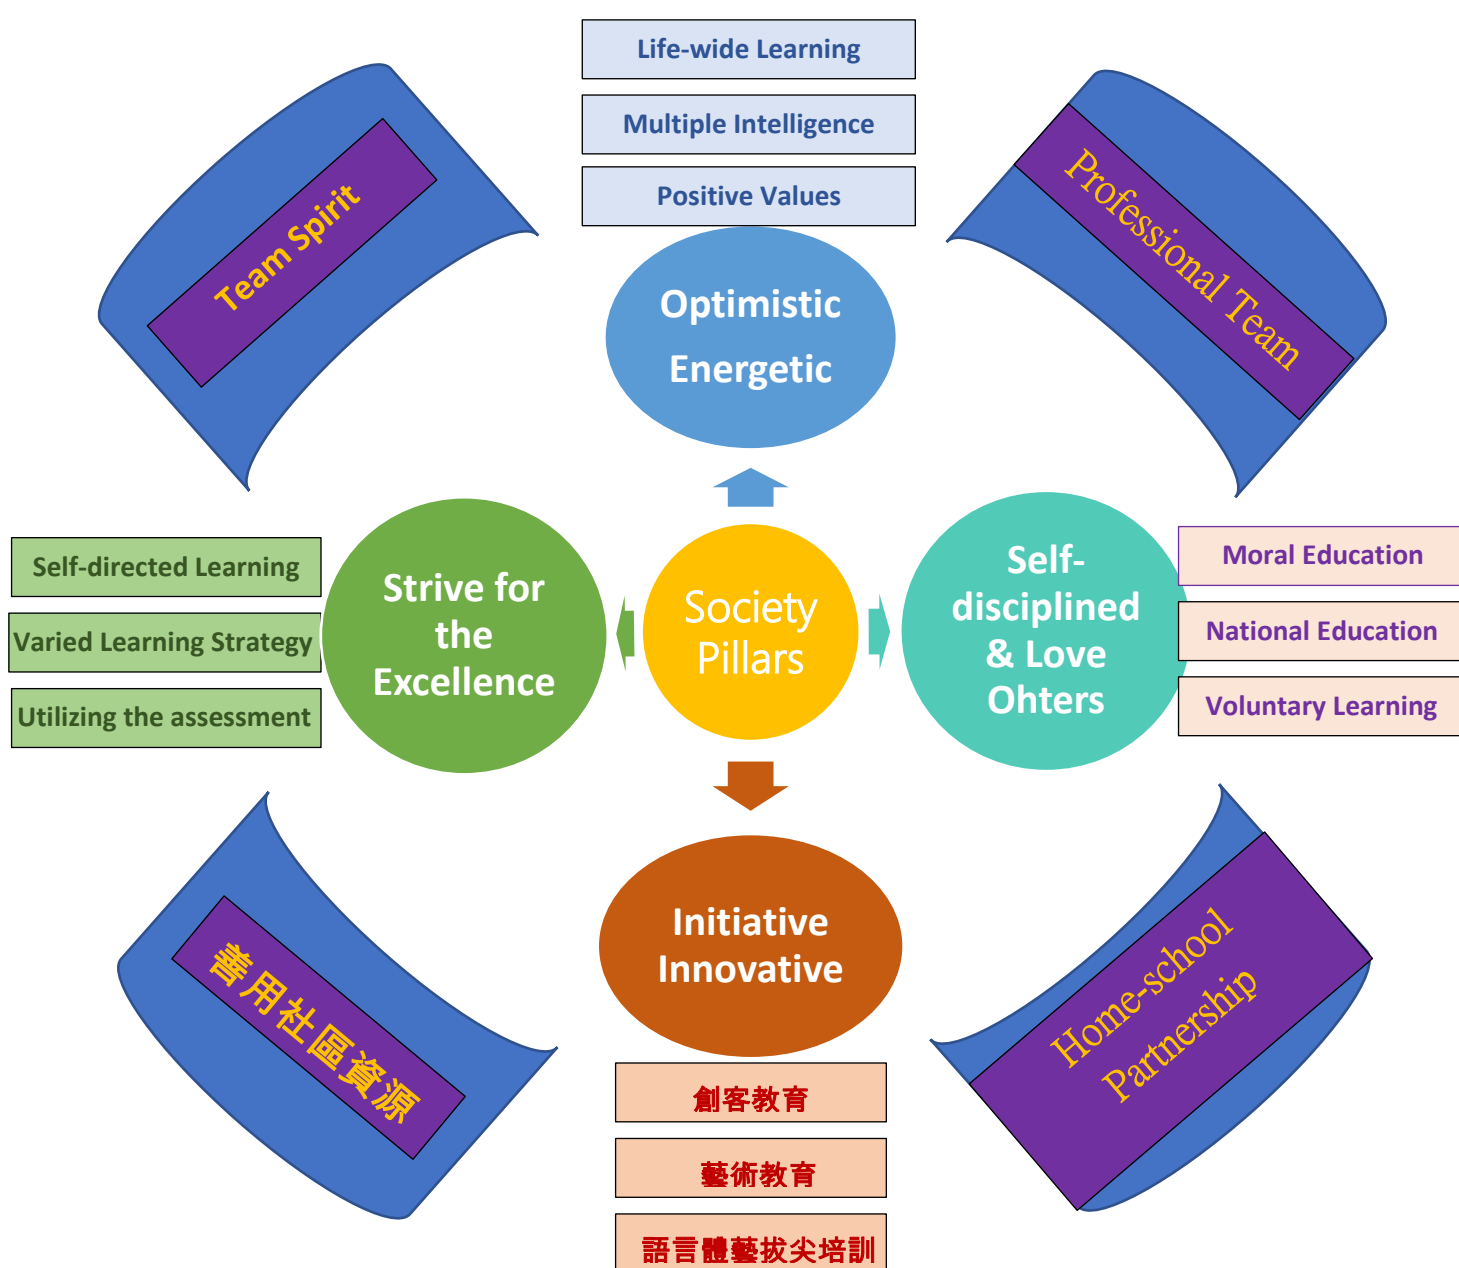 Life-wide Learning
Multiple Intelligence
Positive Values
Team Spirit
Professional Team
Optimistic
Energetic
Self-directed Learning
Varied Learning Strategy
Utilizing the assessment
Strive for
the
Excellence
Society
Pillars
Self-
disciplined
& Love
Ohters
Moral Education
National Education
Voluntary Learning
Initiative
Innovative
善用社區資源
Home-school
Partnership
創客教育
藝術教育
語言體藝拔尖培訓